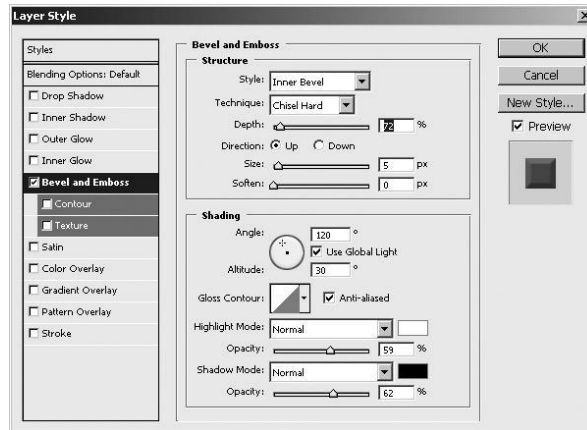 Layer Style
Styles
Blending Options: Default
Drop Shadow
Inner Shadow
Outer Glow
Inner Glow
Bevel and Emboss
Contour
Texture
Satin
Color Overlay
Gradient Overlay
Pattern Overlay
Stroke
Bevel and Emboss
Structure
Style: Inner Bevel
Technique: Chisel Hard
Depth: 72 %
Direction: Up Down
Size: 5 px
Soften: 0 px
Shading
Angle: 120 °
Use Global Light
Altitude: 30 °
Gloss Contour: Anti-aliased
Highlight Mode: Normal
Opacity: 59 %
Shadow Mode: Normal
Opacity: 62 %
OK
Cancel
New Style...
Preview